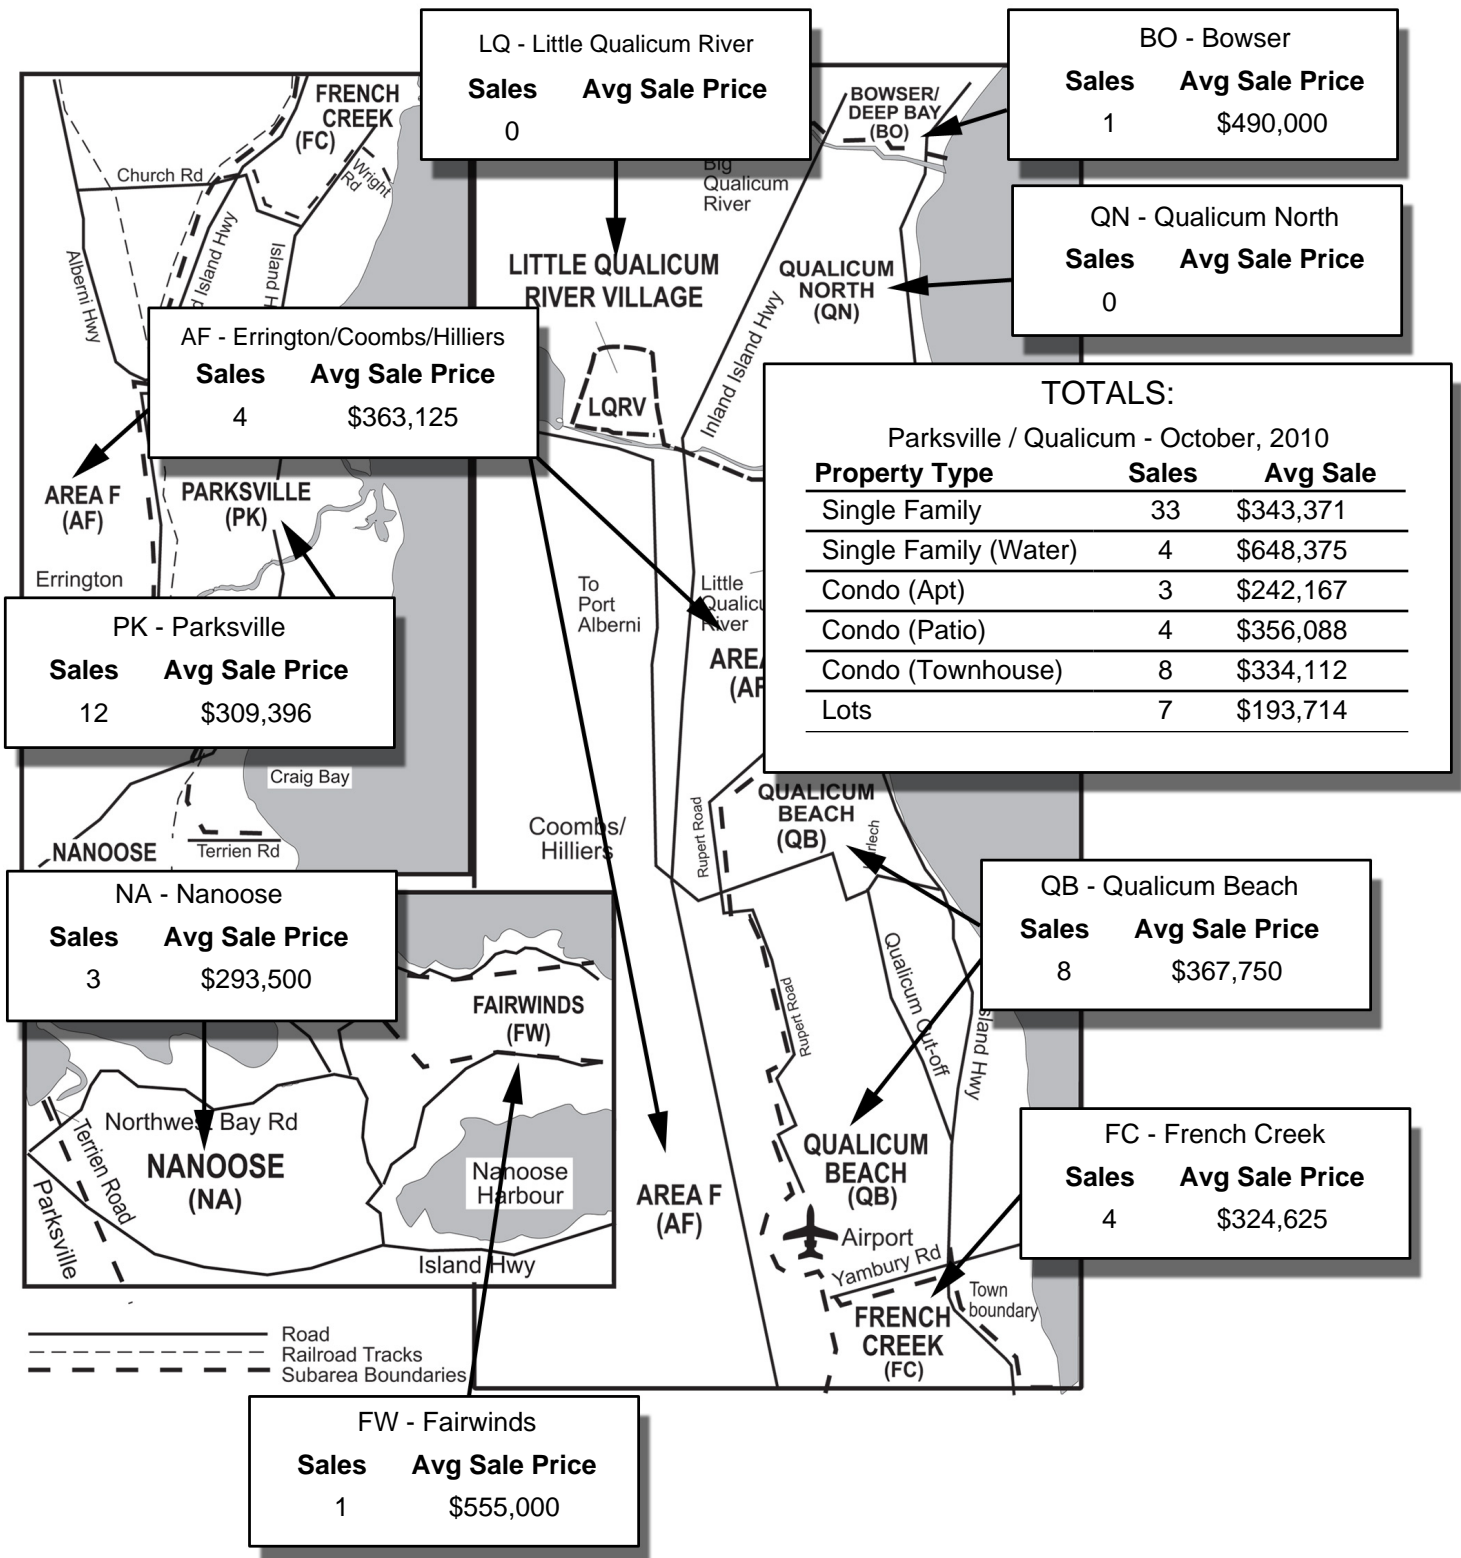 LQ - Little Qualicum River
Sales Avg Sale Price
0
BO - Bowser
Sales Avg Sale Price
1 $490,000
FRENCH
CREEK
(FC)
BOWSER/
DEEP BAY
(BO)
Church Rd
Wright
Rd
Big
Qualicum
River
QN - Qualicum North
Sales Avg Sale Price
0
Alberni Hwy
Island Hwy
Island H
LITTLE QUALICUM
RIVER VILLAGE
QUALICUM
NORTH
(QN)
Inland Island Hwy
AF - Errington/Coombs/Hilliers
Sales Avg Sale Price
4 $363,125
LQRV
TOTALS:
Parksville / Qualicum - October, 2010
Property Type Sales Avg Sale
Single Family 33 $343,371
Single Family (Water) 4 $648,375
Condo (Apt) 3 $242,167
Condo (Patio) 4 $356,088
Condo (Townhouse) 8 $334,112
Lots 7 $193,714
AREA F
(AF)
PARKSVILLE
(PK)
Errington
To
Port
Alberni
Little
Qualicu
River
AREA
(AF
PK - Parksville
Sales Avg Sale Price
12 $309,396
Craig Bay
NANOOSE
Terrien Rd
Coombs/
Hilliers
Rupert Road
QUALICUM
BEACH
(QB)
NA - Nanoose
Sales Avg Sale Price
3 $293,500
QB - Qualicum Beach
Sales Avg Sale Price
8 $367,750
Qualicum Cut-off
Rupert Road
sland Hwy
FAIRWINDS
(FW)
Northwest Bay Rd
Terrien Road
Parksville
NANOOSE
(NA)
Nanoose
Harbour
Island Hwy
AREA F
(AF)
QUALICUM
BEACH
(QB)
Airport
Yambury Rd
FC - French Creek
Sales Avg Sale Price
4 $324,625
Town
boundary
FRENCH
CREEK
(FC)
Road
Railroad Tracks
Subarea Boundaries
FW - Fairwinds
Sales Avg Sale Price
1 $555,000